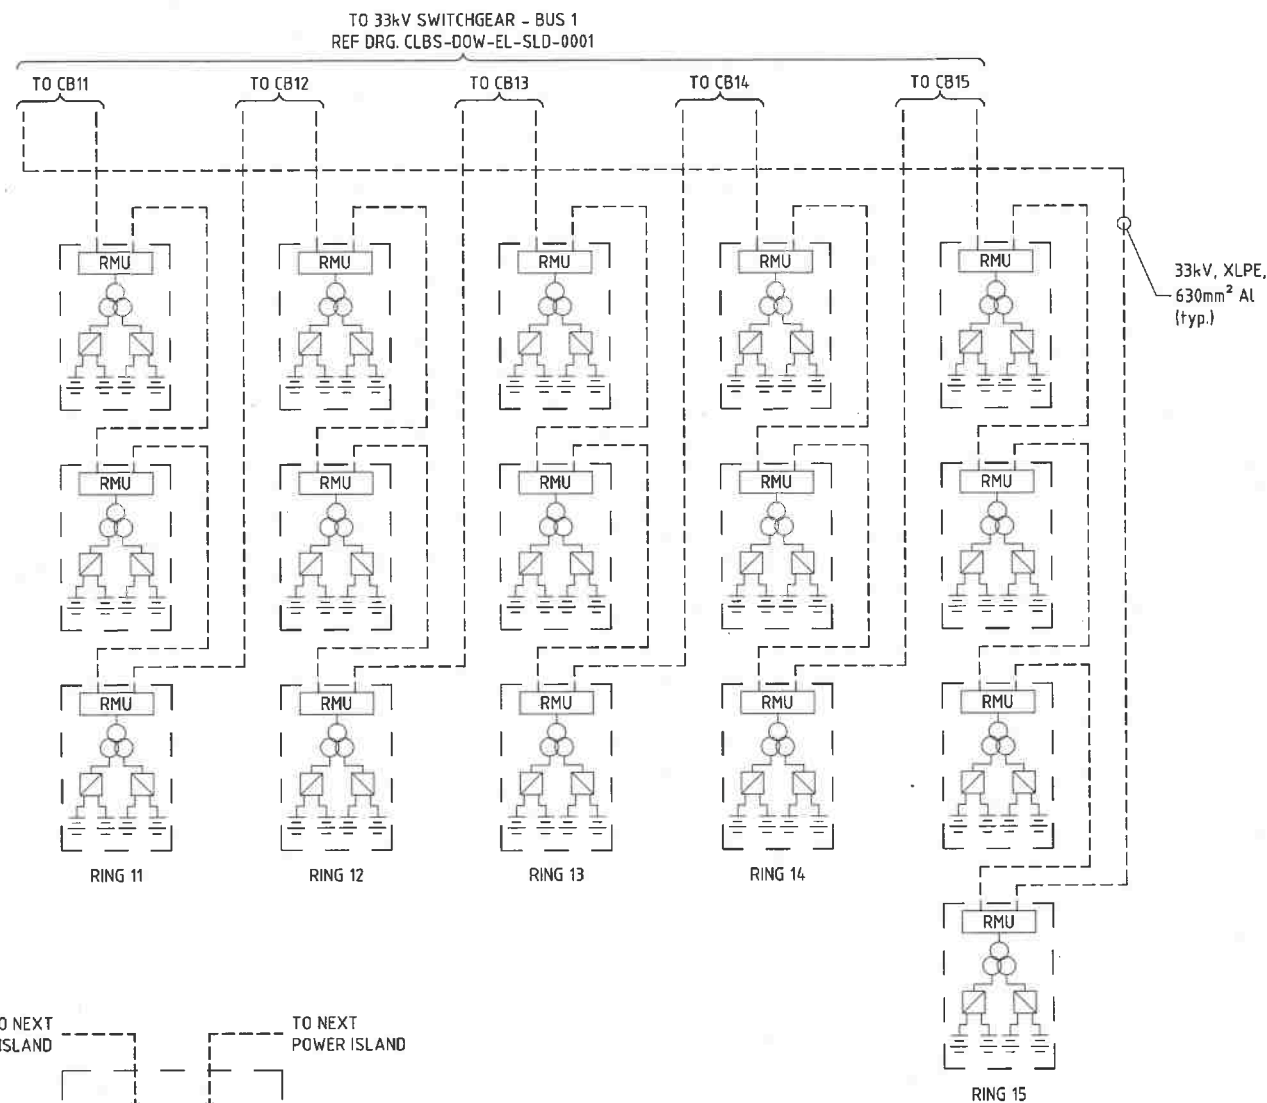 TO 33kV SWITCHGEAR - BUS 1
REF DRG. CLBS-DOW-EL-SLD-0001
TO CB11
TO CB12
TO CB13
TO CB14
TO CB15
RMU
RMU
RMU
RMU
RMU
33kV, XLPE,
630mm² Al
(typ.)
RMU
RMU
RMU
RMU
RMU
RMU
RMU
RMU
RMU
RMU
RING 11
RING 12
RING 13
RING 14
RMU
RING 15
NEXT
ISLAND
TO NEXT
POWER ISLAND